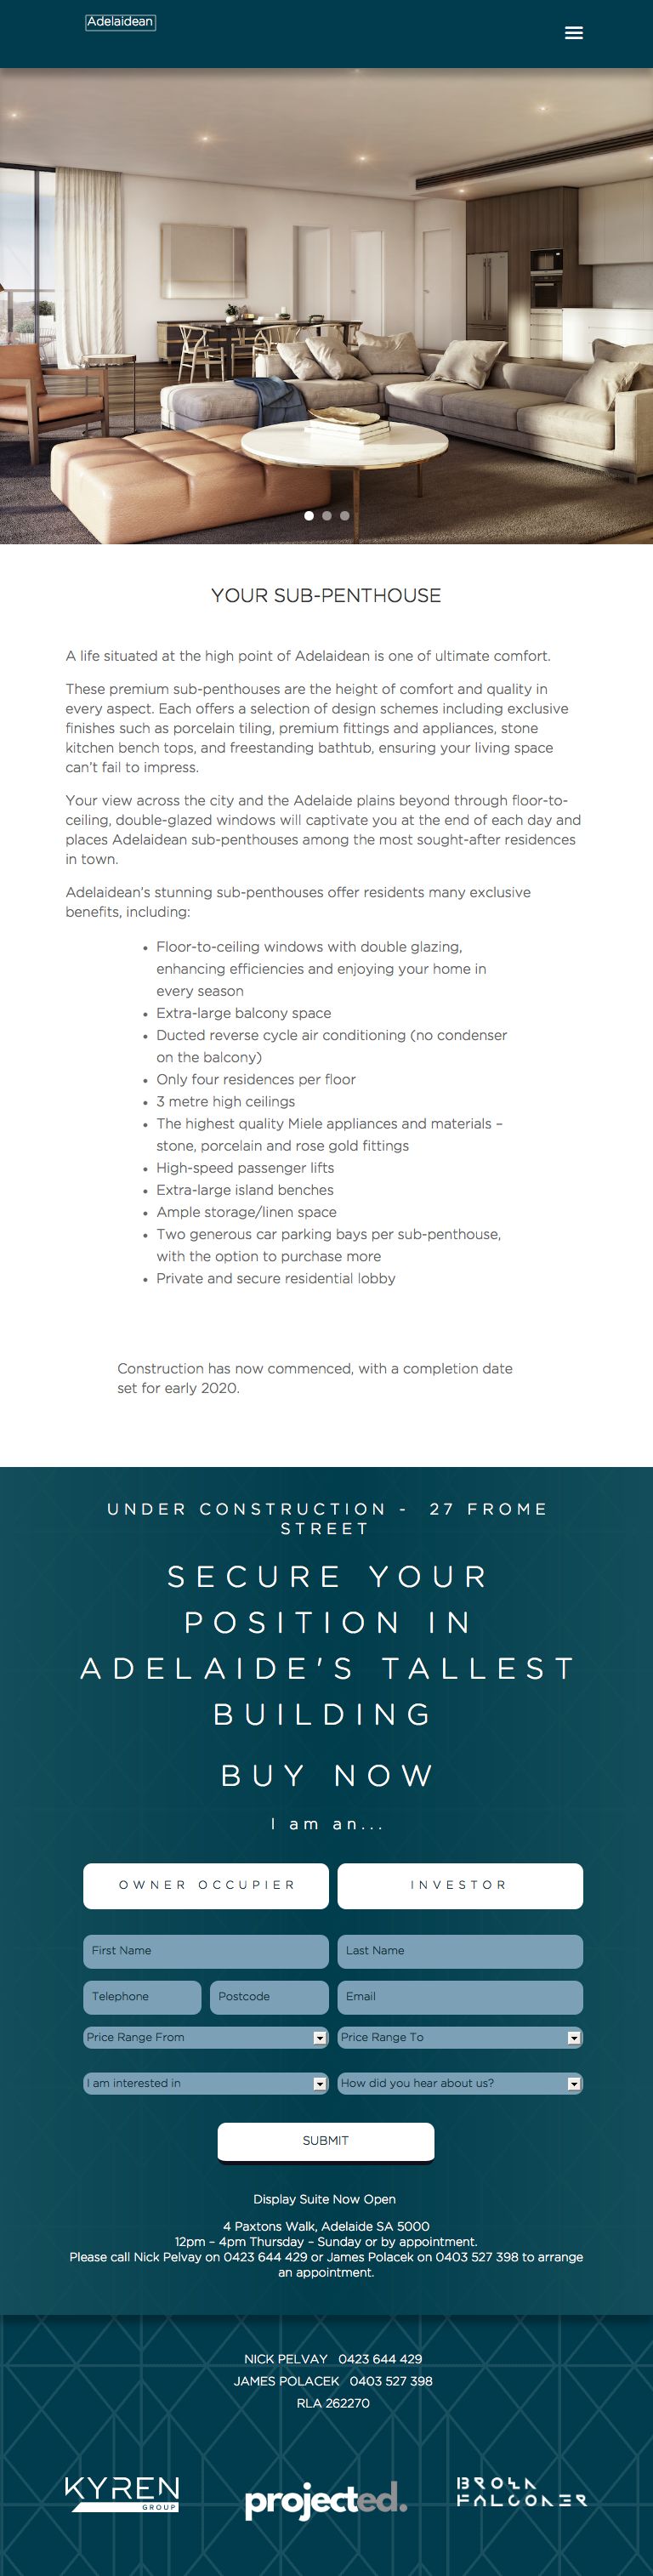 Adelaidean
YOUR SUB-PENTHOUSE
A life situated at the high point of Adelaidean is one of ultimate comfort.
These premium sub-penthouses are the height of comfort and quality in
every aspect. Each offers a selection of design schemes including exclusive
finishes such as porcelain tiling, premium fittings and appliances, stone
kitchen bench tops, and freestanding bathtub, ensuring your living space
can’t fail to impress.
Your view across the city and the Adelaide plains beyond through floor-to-
ceiling, double-glazed windows will captivate you at the end of each day and
places Adelaidean sub-penthouses among the most sought-after residences
in town.
Adelaidean’s stunning sub-penthouses offer residents many exclusive
benefits, including:
• Floor-to-ceiling windows with double glazing,
enhancing efficiencies and enjoying your home in
every season
• Extra-large balcony space
• Ducted reverse cycle air conditioning (no condenser
on the balcony)
• Only four residences per floor
• 3 metre high ceilings
• The highest quality Miele appliances and materials –
stone, porcelain and rose gold fittings
• High-speed passenger lifts
• Extra-large island benches
• Ample storage/linen space
• Two generous car parking bays per sub-penthouse,
with the option to purchase more
• Private and secure residential lobby
Construction has now commenced, with a completion date
set for early 2020.
UNDER CONSTRUCTION - 27 FROME
STREET
SECURE YOUR
POSITION IN
ADELAIDE'S TALLEST
BUILDING
BUY NOW
I am an...
OWNER OCCUPIER INVESTOR
First Name Last Name
Telephone Postcode Email
Price Range From Price Range To
I am interested in How did you hear about us?
SUBMIT
Display Suite Now Open
4 Paxtons Walk, Adelaide SA 5000
12pm – 4pm Thursday – Sunday or by appointment.
Please call Nick Pelvay on 0423 644 429 or James Polacek on 0403 527 398 to arrange
an appointment.
NICK PELVAY 0423 644 429
JAMES POLACEK 0403 527 398
RLA 262270
KYREN
GROUP
projected.
BROWN
FALCONER